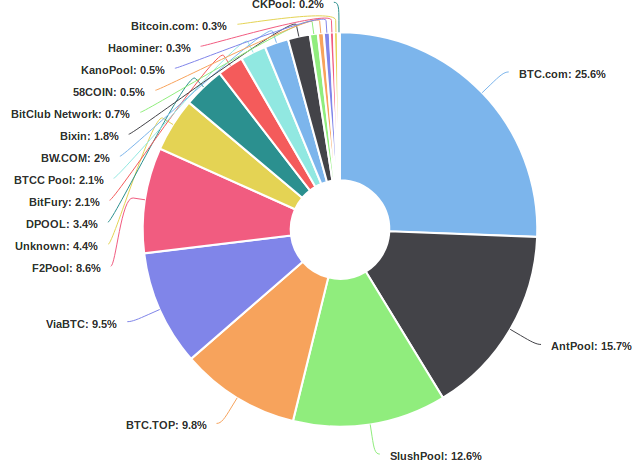 CKPool: 0.2%
Bitcoin.com: 0.3%
Haominer: 0.3%
KanoPool: 0.5%
58COIN: 0.5%
BitClub Network: 0.7%
Bixin: 1.8%
BW.COM: 2%
BTCC Pool: 2.1%
BitFury: 2.1%
DPOOL: 3.4%
Unknown: 4.4%
F2Pool: 8.6%
ViaBTC: 9.5%
BTC.TOP: 9.8%
SlushPool: 12.6%
AntPool: 15.7%
BTC.com: 25.6%